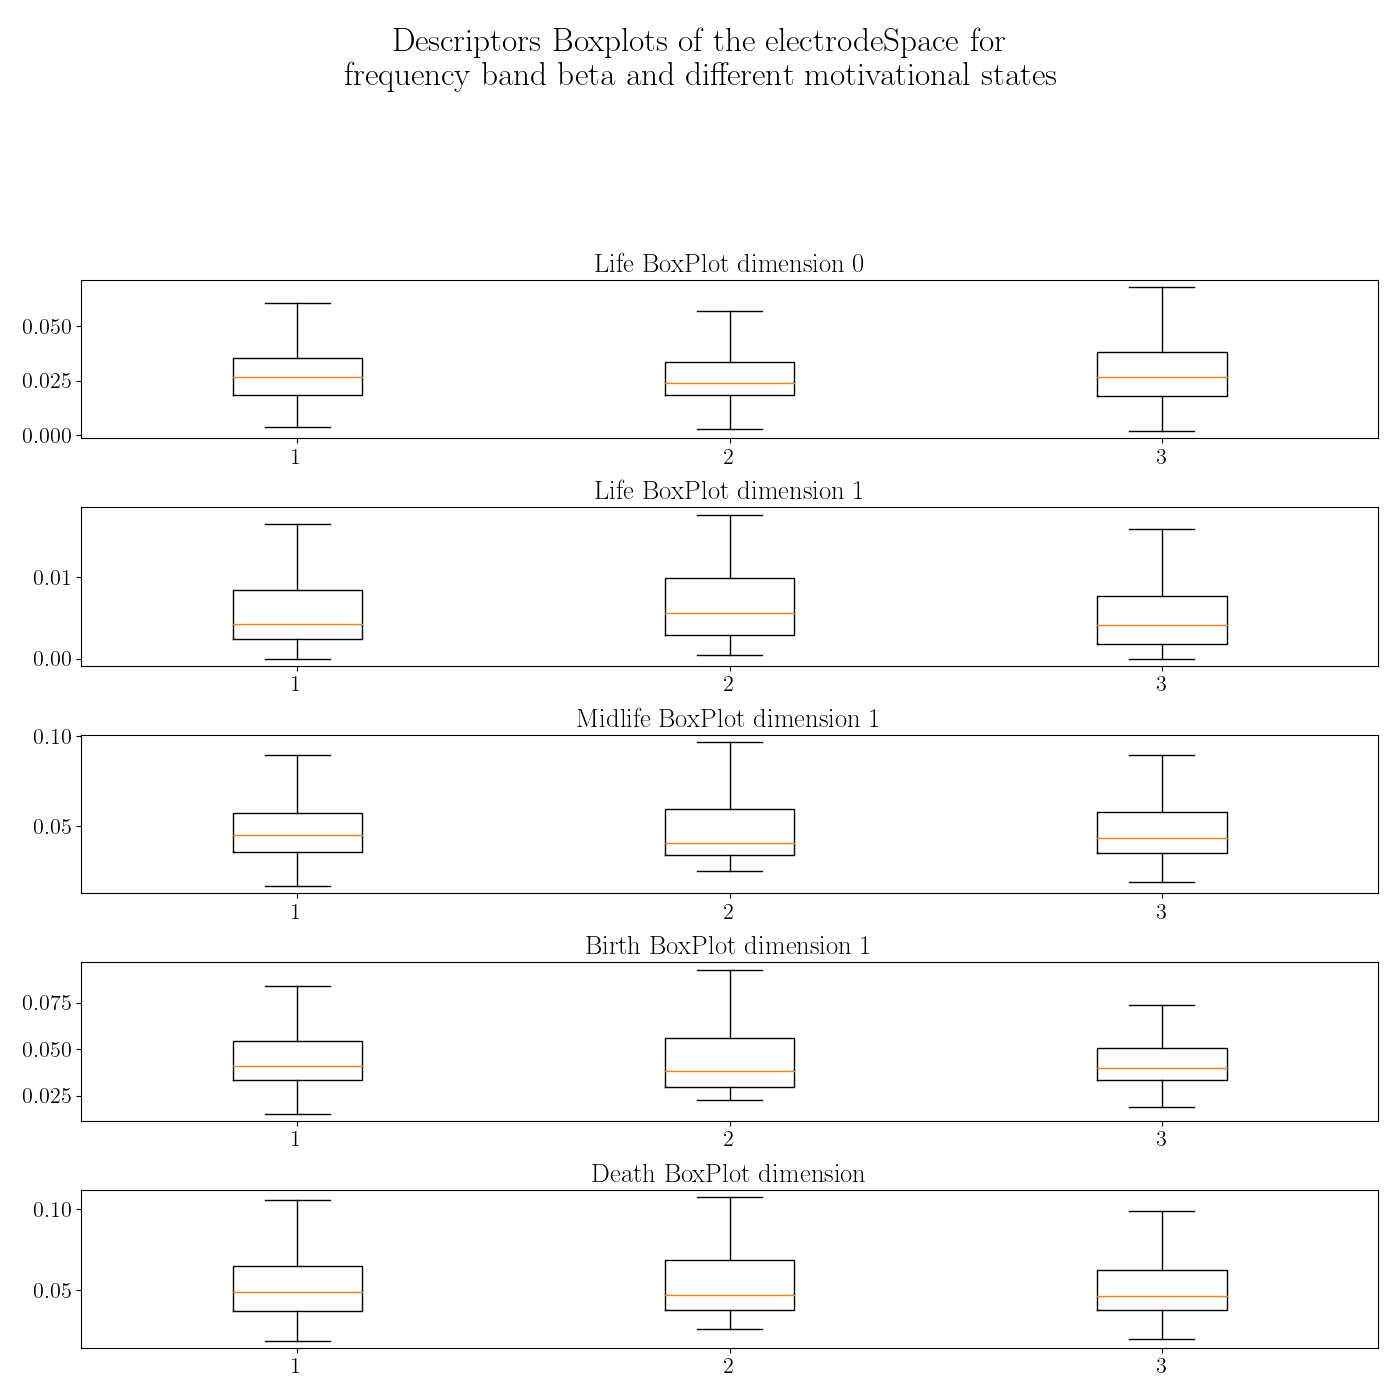 Descriptors Boxplots of the electrodeSpace for
frequency band beta and different motivational states
Life BoxPlot dimension 0
0.050
0.025
0.000
1 2 3
Life BoxPlot dimension 1
0.01
0.00
1 2 3
Midlife BoxPlot dimension 1
0.10
0.05
1 2 3
Birth BoxPlot dimension 1
0.075
0.050
0.025
1 2 3
Death BoxPlot dimension
0.10
0.05
1 2 3